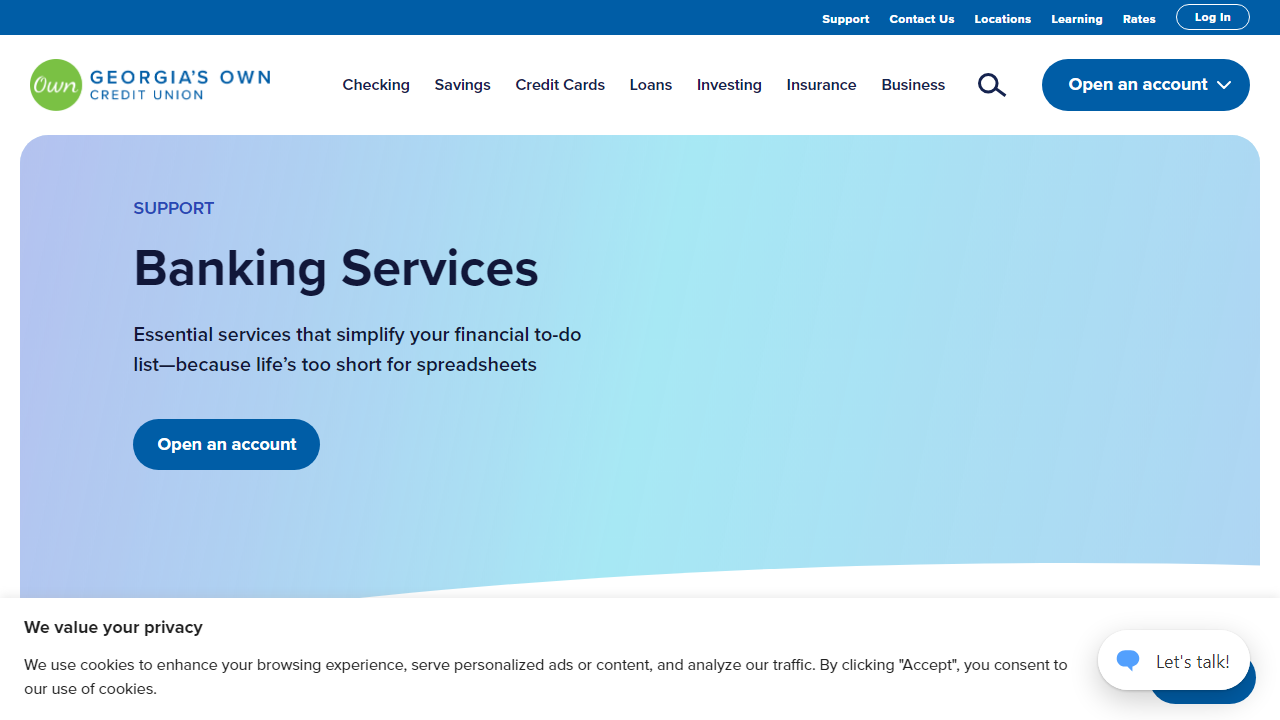 Support Contact Us Locations Learning Rates Log In
Own GEORGIA'S OWN
CREDIT UNION
Checking Savings Credit Cards Loans Investing Insurance Business Open an account
SUPPORT
Banking Services
Essential services that simplify your financial to-do
list—because life’s too short for spreadsheets
Open an account
We value your privacy
We use cookies to enhance your browsing experience, serve personalized ads or content, and analyze our traffic. By clicking "Accept", you consent to
our use of cookies.
Let's talk!